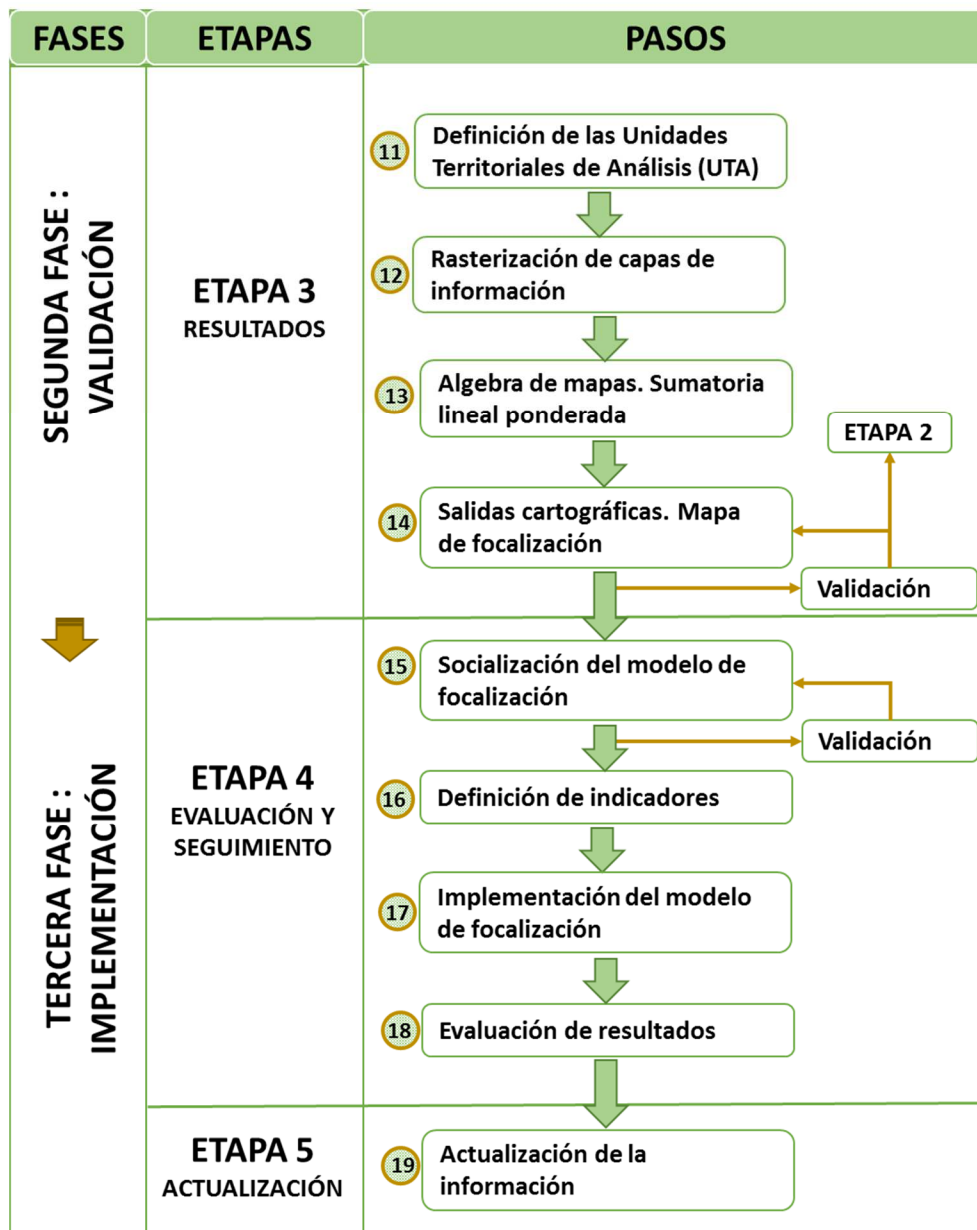 FASES
ETAPAS
PASOS
SEGUNDA FASE :
VALIDACIÓN
ETAPA 3
RESULTADOS
11
Definición de las Unidades
Territoriales de Análisis (UTA)
12
Rasterización de capas de
información
13
Algebra de mapas. Sumatoria
lineal ponderada
ETAPA 2
14
Salidas cartográficas. Mapa
de focalización
Validación
TERCERA FASE :
IMPLEMENTACIÓN
ETAPA 4
EVALUACIÓN Y
SEGUIMIENTO
15
Socialización del modelo de
focalización
Validación
16
Definición de indicadores
17
Implementación del modelo
de focalización
18
Evaluación de resultados
ETAPA 5
ACTUALIZACIÓN
19
Actualización de la
información